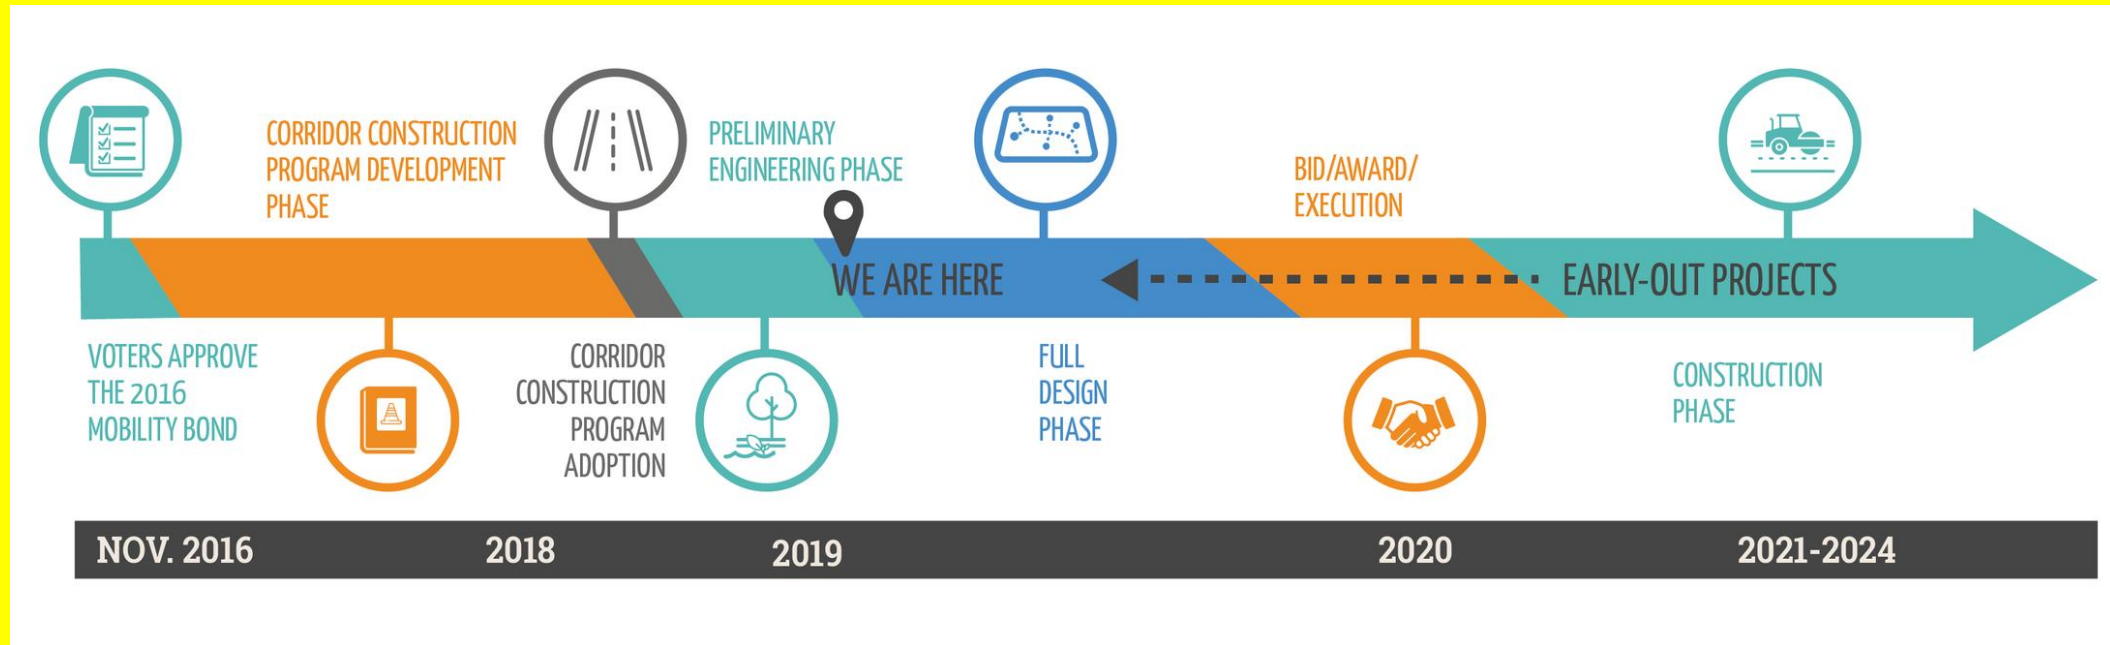 CORRIDOR CONSTRUCTION
PROGRAM DEVELOPMENT
PHASE
PRELIMINARY
ENGINEERING PHASE
BID/AWARD/
EXECUTION
WE ARE HERE
EARLY-OUT PROJECTS
VOTERS APPROVE
THE 2016
MOBILITY BOND
CORRIDOR
CONSTRUCTION
PROGRAM
ADOPTION
FULL
DESIGN
PHASE
CONSTRUCTION
PHASE
NOV. 2016
2018
2019
2020
2021-2024